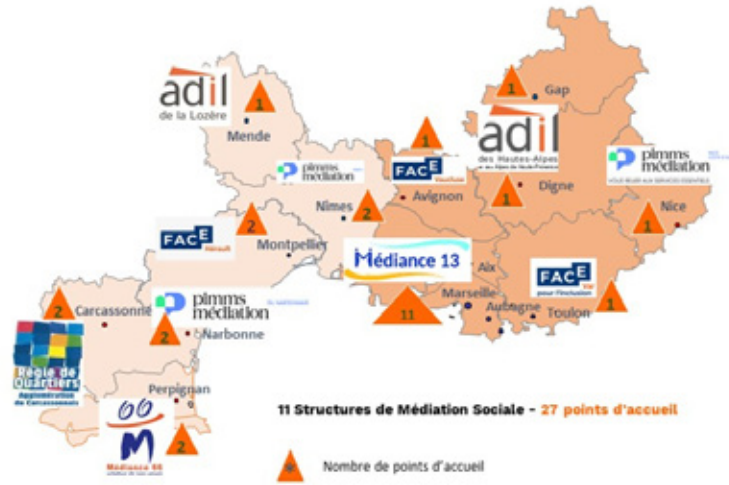 adil
de la Lozère
1
Mende
1
Gap
adil
des Hautes-Alpes
1
Digne
pimms
médiation
1
FACE
Avignon
pimms
médiation
Nîmes
2
1
Nice
FACE
Hérault
2
Montpellier
Médiance 13
Aix
Marseille
11
Aubagne
Toulon
FACE
pour l'inclusion
1
2
Carcassonne
pimms
médiation
2
Narbonne
Régie de
Quartiers
Agglomération
de Carcassonnais
Perpignan
Médiance 66
2
11 Structures de Médiation Sociale - 27 points d'accueil
Nombre de points d'accueil